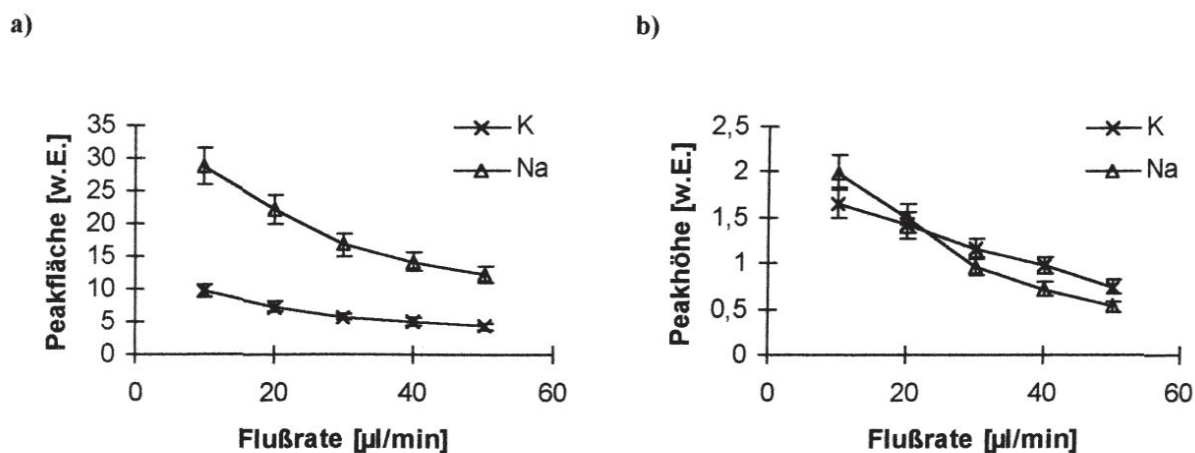 a)
Peakfläche [w.E.]
35
30
25
20
15
10
5
0
K
Na
0
20
40
60
Flußrate [µl/min]
b)
Peakhöhe [w.E.]
2,5
2
1,5
1
0,5
0
K
Na
0
20
40
60
Flußrate [µl/min]